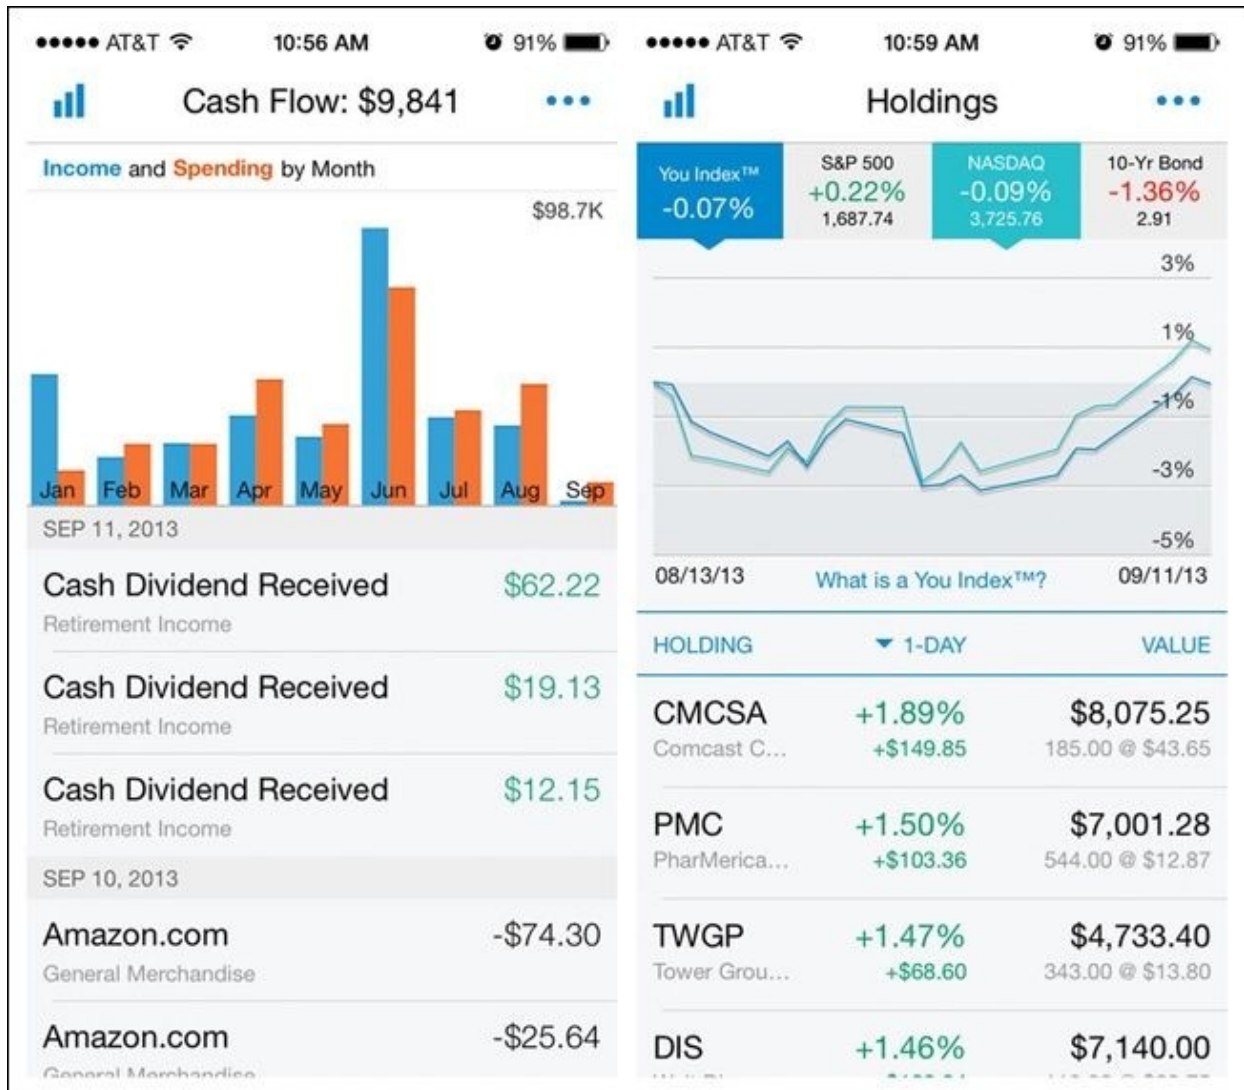 AT&T 10:56 AM 91%
Cash Flow: $9,841
Income and Spending by Month
$98.7K
Jan Feb Mar Apr May Jun Jul Aug Sep
SEP 11, 2013
Cash Dividend Received $62.22
Retirement Income
Cash Dividend Received $19.13
Retirement Income
Cash Dividend Received $12.15
Retirement Income
SEP 10, 2013
Amazon.com -$74.30
General Merchandise
Amazon.com -$25.64
General Merchandise
AT&T 10:59 AM 91%
Holdings
You Index™ S&P 500 NASDAQ 10-Yr Bond
-0.07% +0.22% -0.09% -1.36%
1,687.74 3,725.76 2.91
3%
1%
-1%
-3%
-5%
08/13/13 What is a You Index™? 09/11/13
HOLDING 1-DAY VALUE
CMCSA +1.89% $8,075.25
Comcast C... +$149.85 185.00 @ $43.65
PMC +1.50% $7,001.28
PharMerica... +$103.36 544.00 @ $12.87
TWGP +1.47% $4,733.40
Tower Grou... +$68.60 343.00 @ $13.80
DIS +1.46% $7,140.00